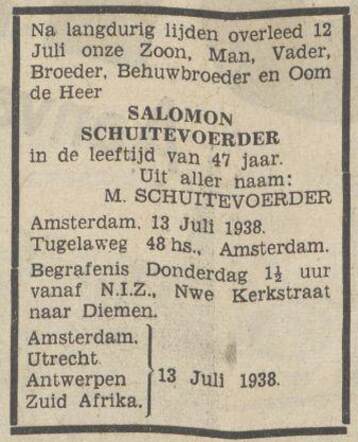 Na langdurig lijden overleed 12
Juli onze Zoon, Man, Vader,
Broeder, Behuwbroeder en Oom
de Heer
SALOMON
SCHUITEVOERDER
in de leeftijd van 47 jaar.
Uit aller naam:
M. SCHUITEVOERDER
Amsterdam, 13 Juli 1938.
Tugelaweg 48 hs., Amsterdam.
Begrafenis Donderdag 1½ uur
vanaf N.I.Z., Nwe Kerkstraat
naar Diemen.
Amsterdam.
Utrecht
Antwerpen
Zuid Afrika.
13 Juli 1938.